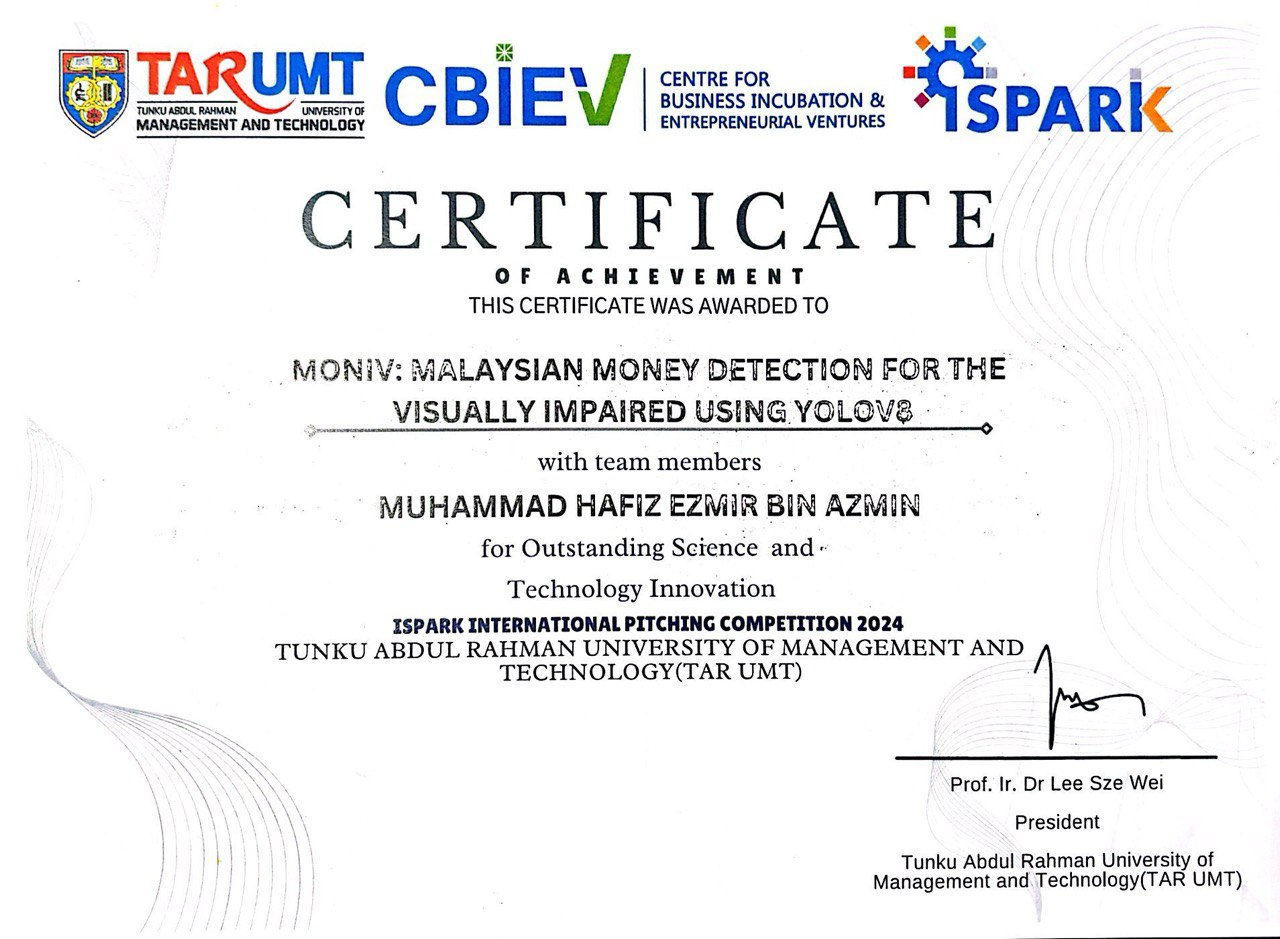 TARUMT
TUNKU ABDUL RAHMAN UNIVERSITY OF
MANAGEMENT AND TECHNOLOGY
CBIEV
CENTRE FOR
BUSINESS INCUBATION &
ENTREPRENEURIAL VENTURES
iSPARK
CERTIFICATE
OF ACHIEVEMENT
THIS CERTIFICATE WAS AWARDED TO
MONIV: MALAYSIAN MONEY DETECTION FOR THE
VISUALLY IMPAIRED USING YOLOV8
with team members
MUHAMMAD HAFIZ EZMIR BIN AZMIN
for Outstanding Science and
Technology Innovation
ISPARK INTERNATIONAL PITCHING COMPETITION 2024
TUNKU ABDUL RAHMAN UNIVERSITY OF MANAGEMENT AND
TECHNOLOGY(TAR UMT)
Prof. Ir. Dr Lee Sze Wei
President
Tunku Abdul Rahman University of
Management and Technology(TAR UMT)